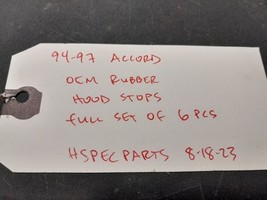 94-97 ACCORD
OEM RUBBER
HOOD STOPS
FULL SET OF 6 PCS
HSPECPARTS 8-18-23